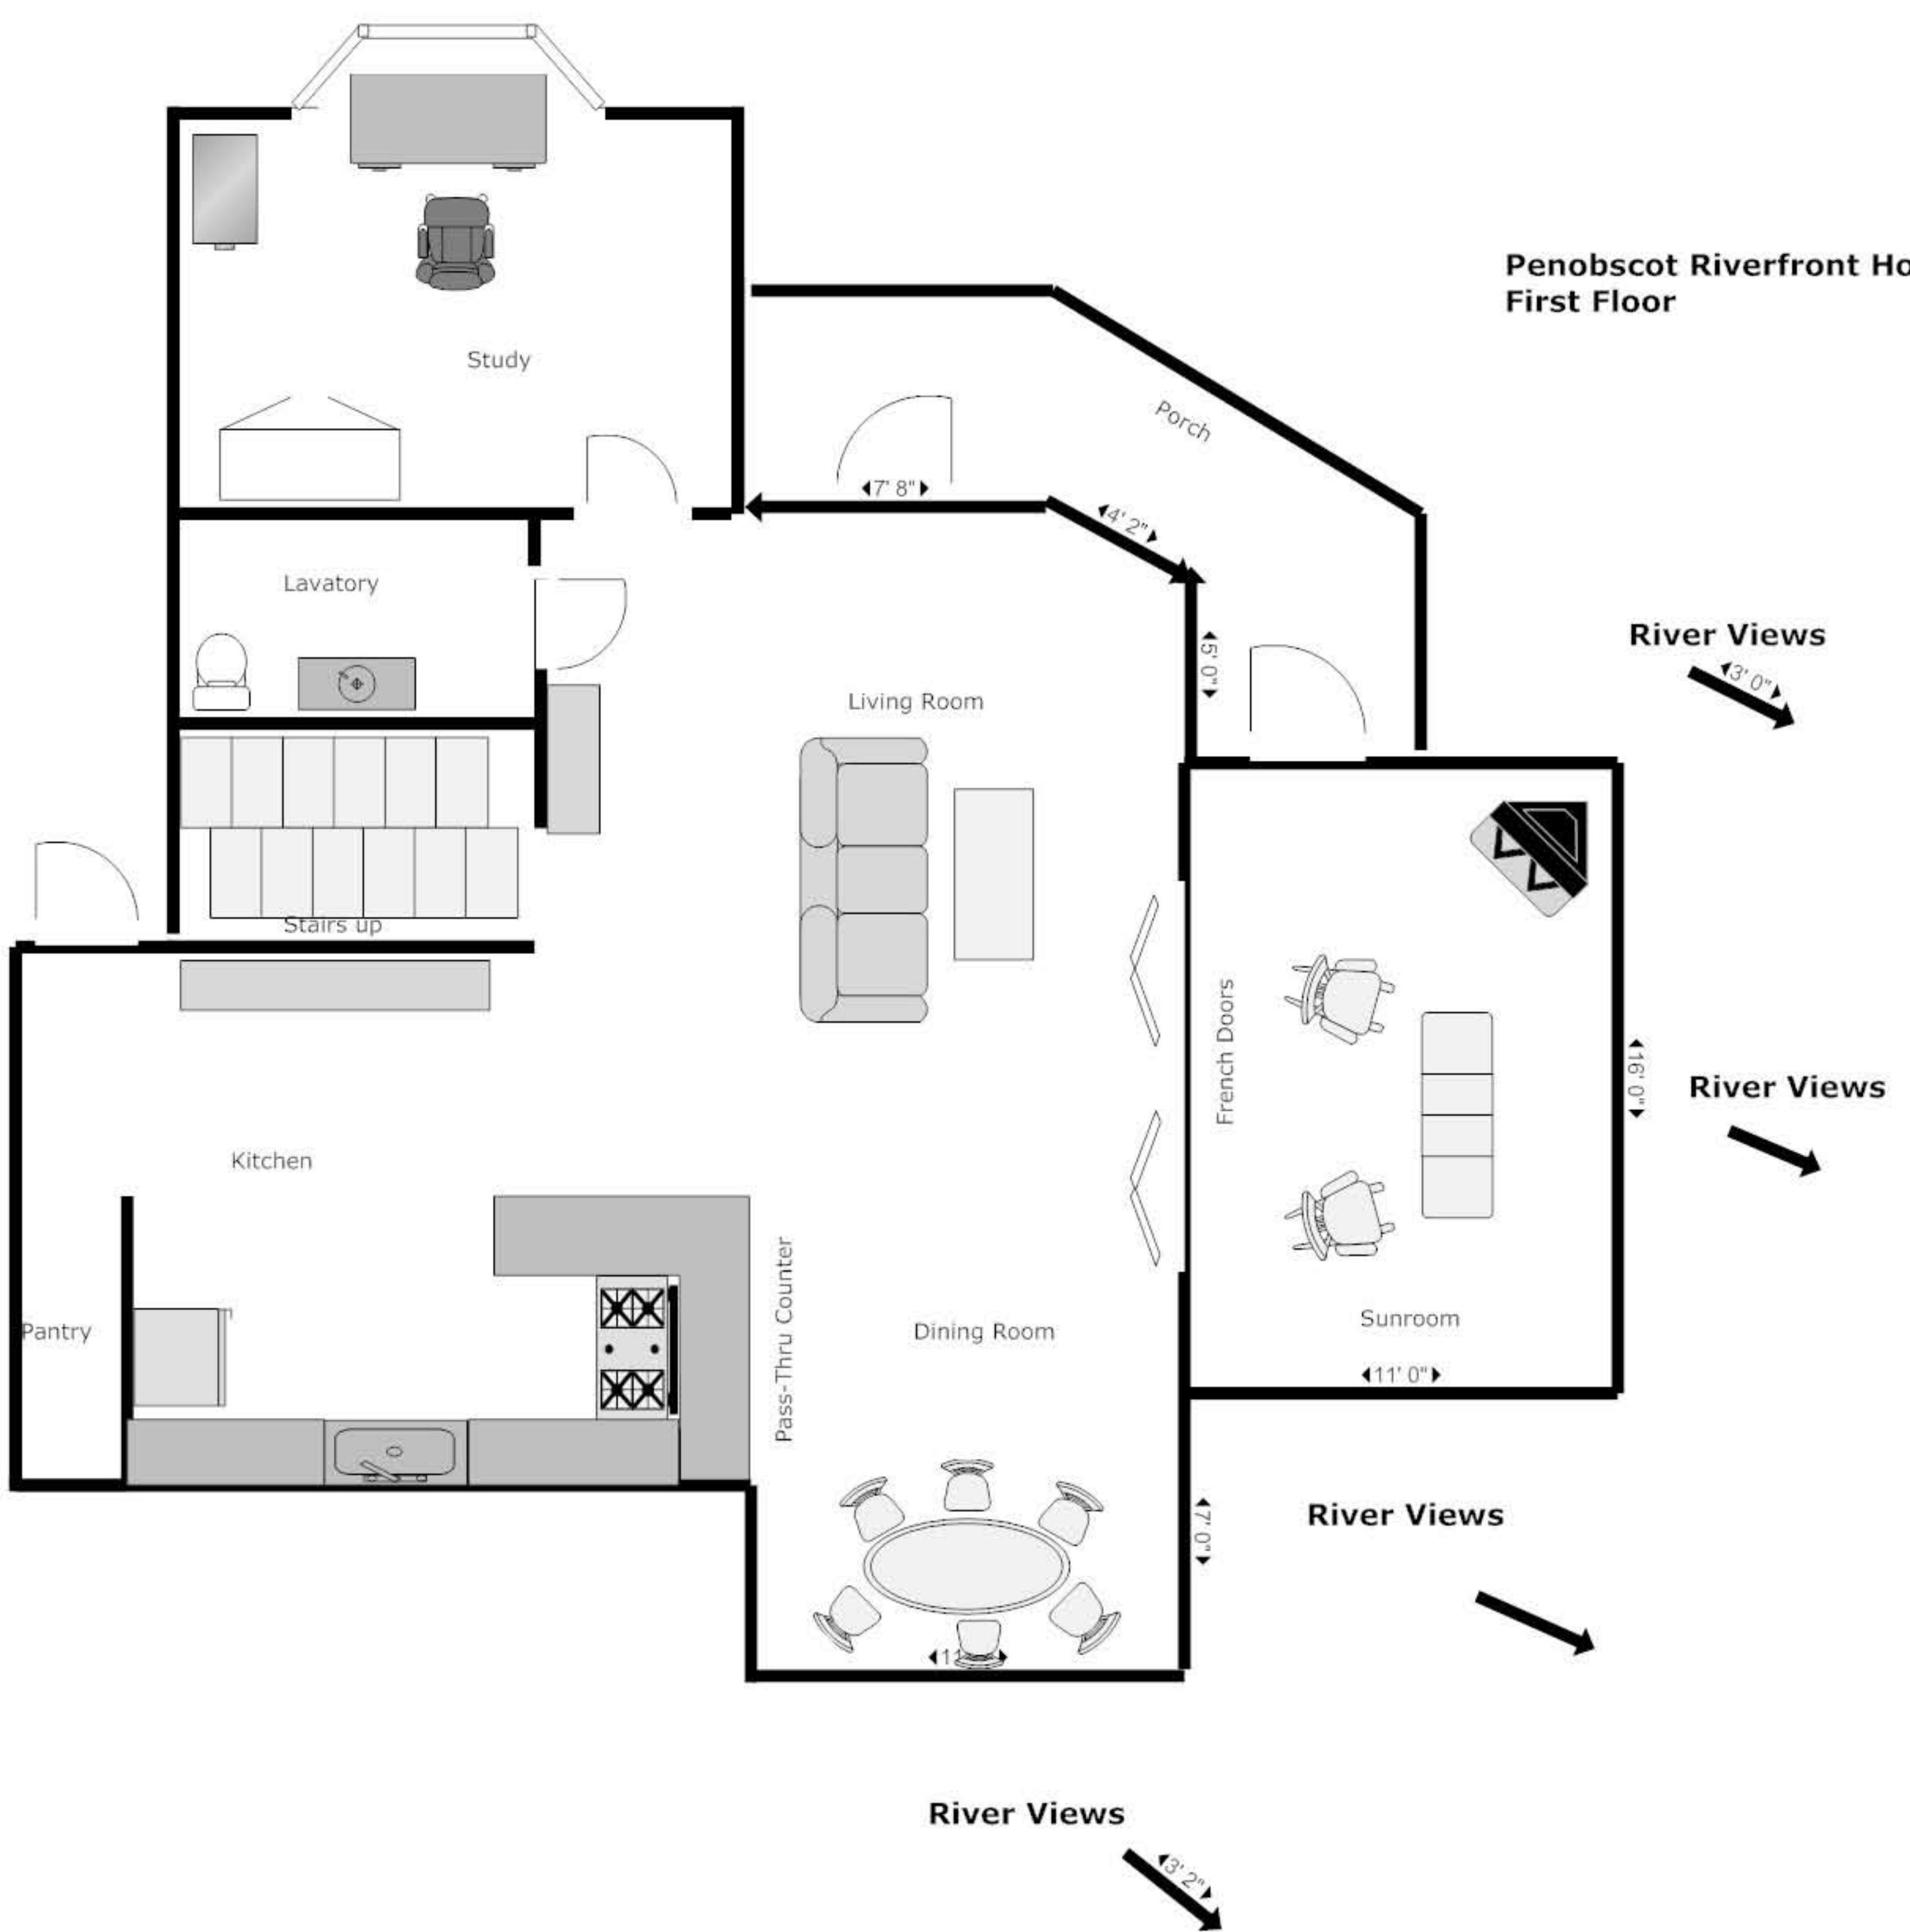 Penobscot Riverfront Ho
First Floor
Study
Porch
7' 8"
4' 2"
Lavatory
River Views
3' 0"
5' 0"
Living Room
Stairs up
French Doors
16' 0"
River Views
Kitchen
Pass-Thru Counter
Pantry
Dining Room
Sunroom
11' 0"
River Views
7' 0"
River Views
3' 2"